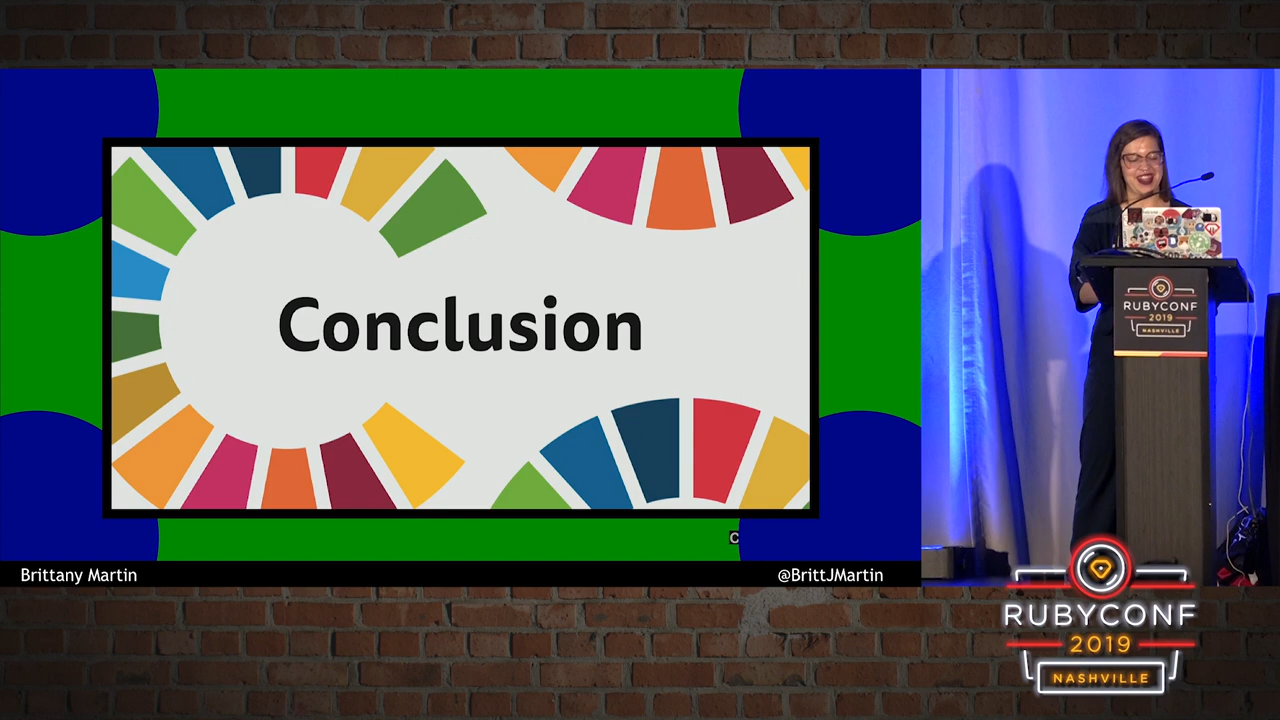 Conclusion
C
Brittany Martin
@BrittJMartin
RUBYCONF
2019
NASHVILLE
RUBYCONF
2019
NASHVILLE